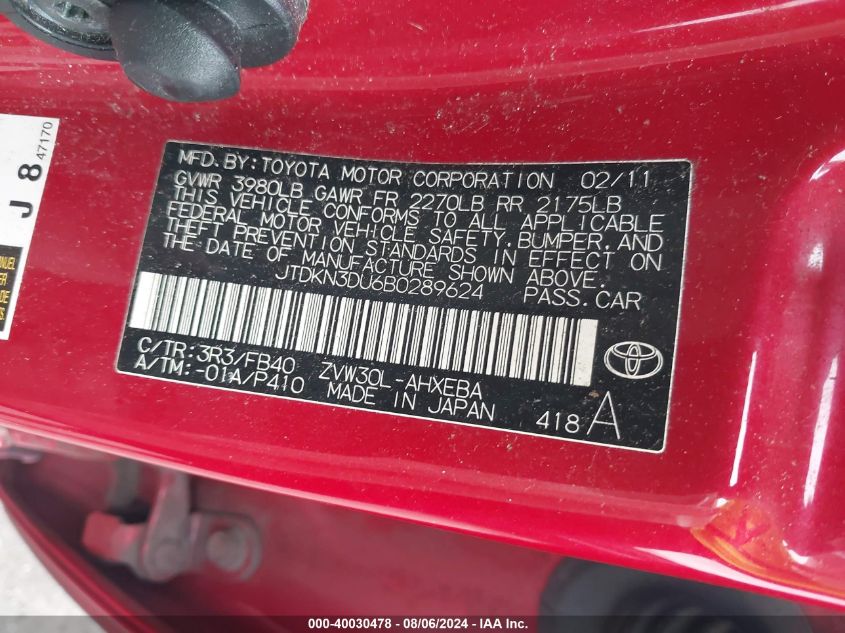 MFD. BY: TOYOTA MOTOR CORPORATION 02/11
GVWR 3980LB GAWR FR 2270LB RR 2175LB
THIS VEHICLE CONFORMS TO ALL APPLICABLE
FEDERAL MOTOR VEHICLE SAFETY, BUMPER, AND
THEFT PREVENTION STANDARDS IN EFFECT ON
THE DATE OF MANUFACTURE SHOWN ABOVE.
JTDKN3DU6B0289624 PASS. CAR
C/TR: 3R3/FB40 ZVW30L-AHXEBA
A/TM: -01A/P410 MADE IN JAPAN
418 A
J 8
47170
000-40030478 - 08/06/2024 - Copyright IAA, Inc.